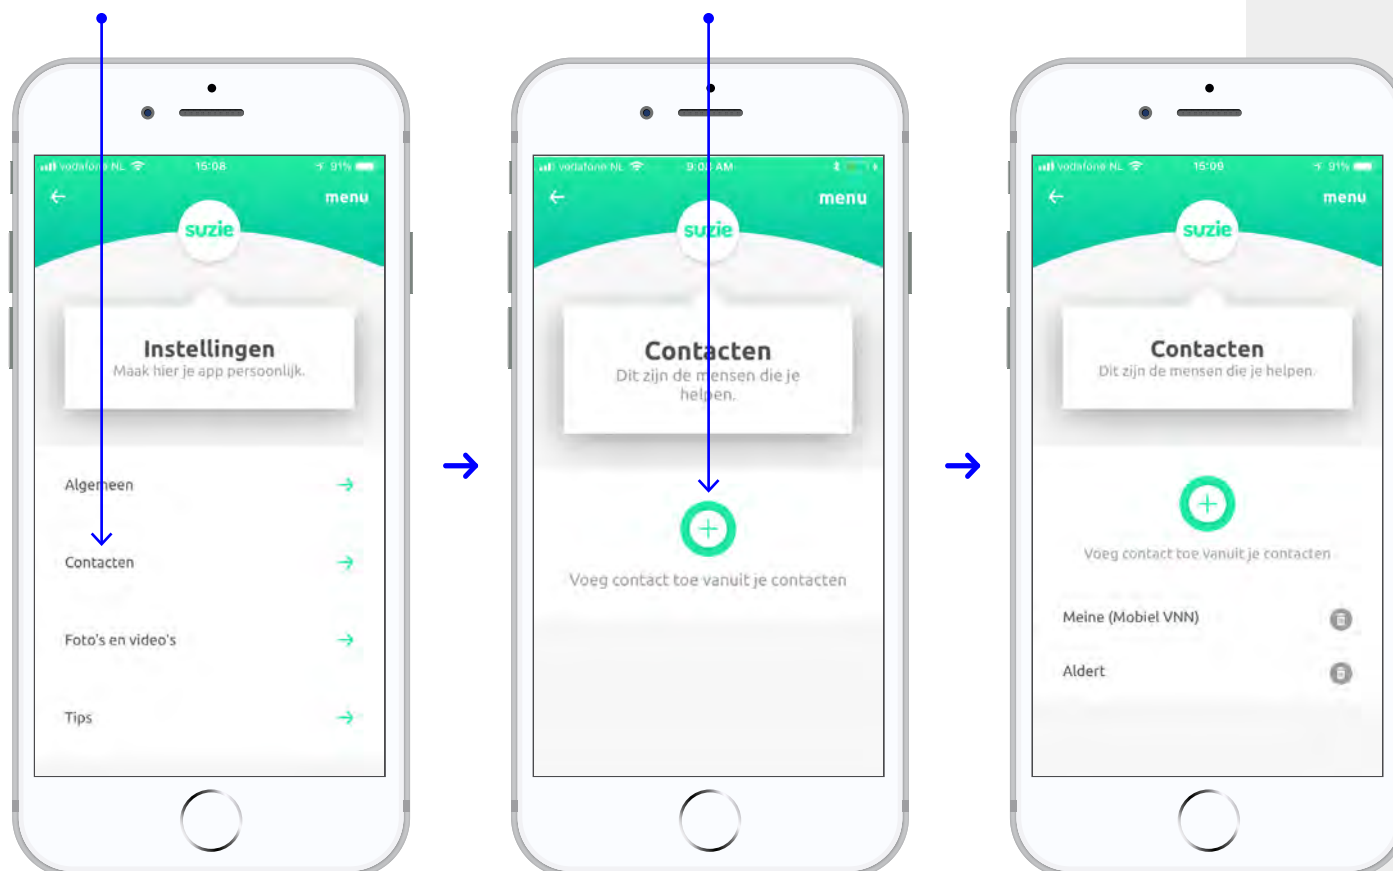 vodafone NL 15:08 91%
menu
suzie
Instellingen
Maak hier je app persoonlijk.
Algemeen
Contacten
Foto's en video's
Tips
vodafone NL AM
menu
suzie
Contacten
Dit zijn de mensen die je
helpen.
Voeg contact toe vanuit je contacten
vodafone NL 15:09 91%
menu
suzie
Contacten
Dit zijn de mensen die je helpen.
Voeg contact toe vanuit je contacten
Meine (Mobiel VNN)
Aldert